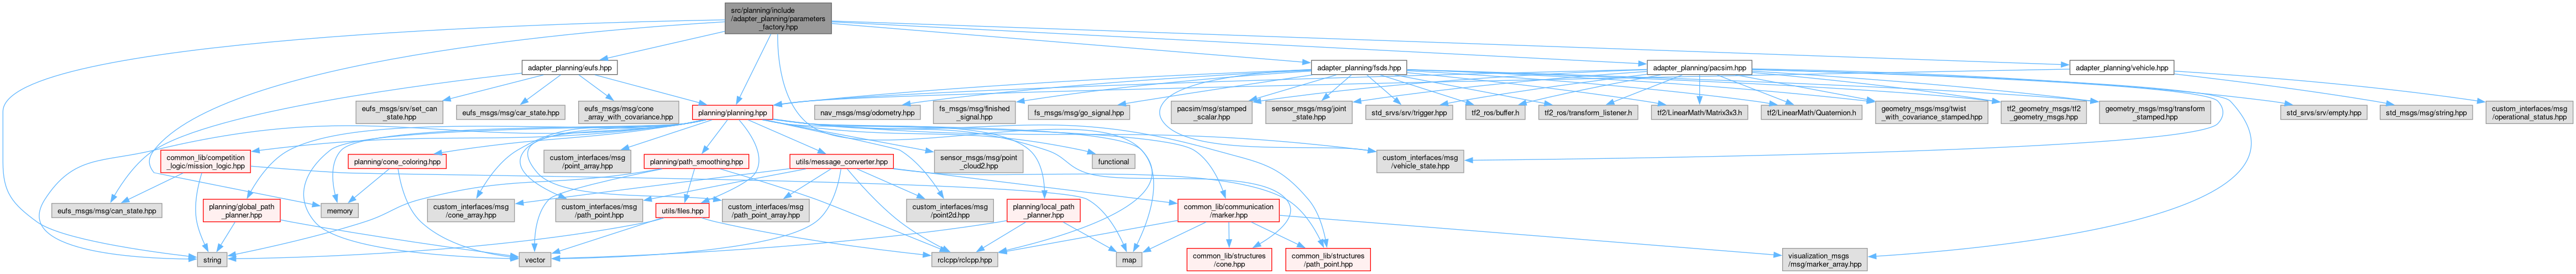 src/planning/include
/adapter_planning/parameters
_factory.hpp
adapter_planning/eufs.hpp
adapter_planning/fsds.hpp
adapter_planning/pacsim.hpp
adapter_planning/vehicle.hpp
eufs_msgs/srv/set_can
_state.hpp
eufs_msgs/msg/car_state.hpp
eufs_msgs/msg/cone
_array_with_covariance.hpp
planning/planning.hpp
nav_msgs/msg/odometry.hpp
fs_msgs/msg/finished
_signal.hpp
fs_msgs/msg/go_signal.hpp
pacsim/msg/stamped
_scalar.hpp
sensor_msgs/msg/joint
_state.hpp
std_srvs/srv/trigger.hpp
tf2_ros/buffer.h
tf2_ros/transform_listener.h
tf2/LinearMath/Matrix3x3.h
tf2/LinearMath/Quaternion.h
geometry_msgs/msg/twist
_with_covariance_stamped.hpp
tf2_geometry_msgs/tf2
_geometry_msgs.hpp
geometry_msgs/msg/transform
_stamped.hpp
std_srvs/srv/empty.hpp
std_msgs/msg/string.hpp
custom_interfaces/msg
/operational_status.hpp
common_lib/competition
_logic/mission_logic.hpp
planning/cone_coloring.hpp
custom_interfaces/msg
/point_array.hpp
planning/path_smoothing.hpp
utils/message_converter.hpp
sensor_msgs/msg/point
_cloud2.hpp
functional
custom_interfaces/msg
/vehicle_state.hpp
eufs_msgs/msg/can_state.hpp
planning/global_path
_planner.hpp
memory
custom_interfaces/msg
/cone_array.hpp
custom_interfaces/msg
/path_point.hpp
utils/files.hpp
custom_interfaces/msg
/path_point_array.hpp
custom_interfaces/msg
/point2d.hpp
planning/local_path
_planner.hpp
common_lib/communication
/marker.hpp
string
vector
rclcpp/rclcpp.hpp
map
common_lib/structures
/cone.hpp
common_lib/structures
/path_point.hpp
visualization_msgs
/msg/marker_array.hpp